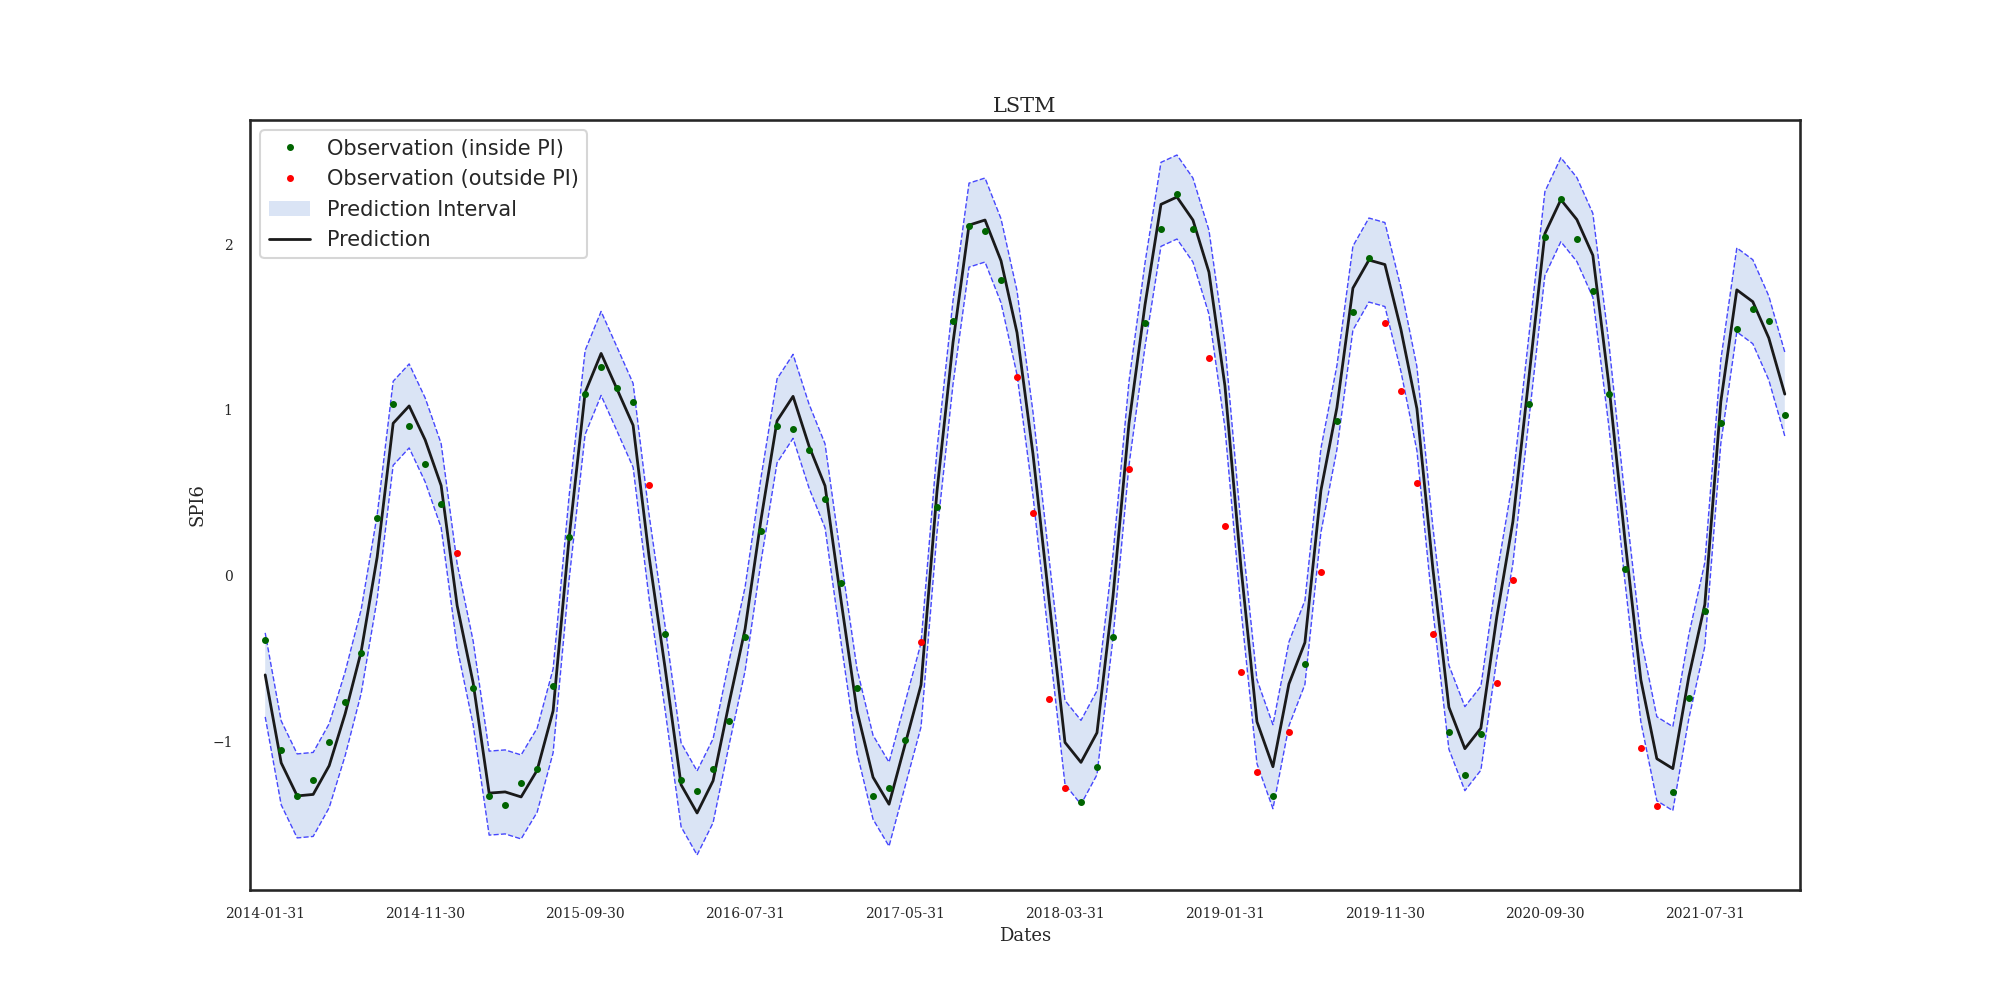 LSTM
Observation (inside PI)
Observation (outside PI)
Prediction Interval
Prediction
2
1
0
−1
SPI6
2014-01-31 2014-11-30 2015-09-30 2016-07-31 2017-05-31 2018-03-31 2019-01-31 2019-11-30 2020-09-30 2021-07-31
Dates